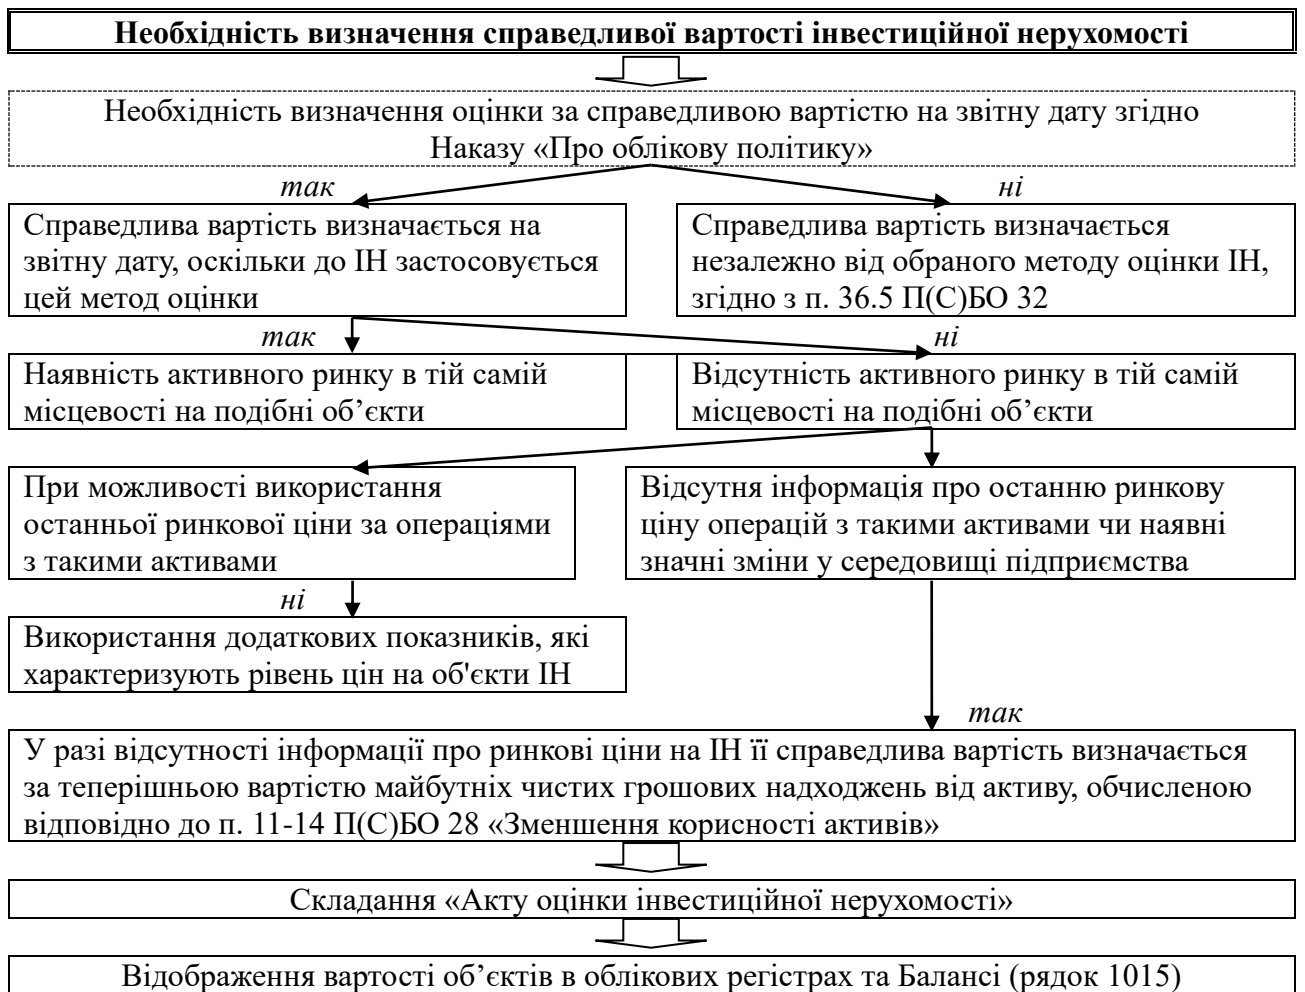 Необхідність визначення справедливої вартості інвестиційної нерухомості
Необхідність визначення оцінки за справедливою вартістю на звітну дату згідно
Наказу «Про облікову політику»
так
ні
Справедлива вартість визначається на
звітну дату, оскільки до ІН застосовується
цей метод оцінки
Справедлива вартість визначається
незалежно від обраного методу оцінки ІН,
згідно з п. 36.5 П(С)БО 32
так
ні
Наявність активного ринку в тій самій
місцевості на подібні об’єкти
Відсутність активного ринку в тій самій
місцевості на подібні об’єкти
При можливості використання
останньої ринкової ціни за операціями
з такими активами
Відсутня інформація про останню ринкову
ціну операцій з такими активами чи наявні
значні зміни у середовищі підприємства
ні
Використання додаткових показників, які
характеризують рівень цін на об'єкти ІН
так
У разі відсутності інформації про ринкові ціни на ІН її справедлива вартість визначається
за теперішньою вартістю майбутніх чистих грошових надходжень від активу, обчисленою
відповідно до п. 11-14 П(С)БО 28 «Зменшення корисності активів»
Складання «Акту оцінки інвестиційної нерухомості»
Відображення вартості об’єктів в облікових регістрах та Балансі (рядок 1015)